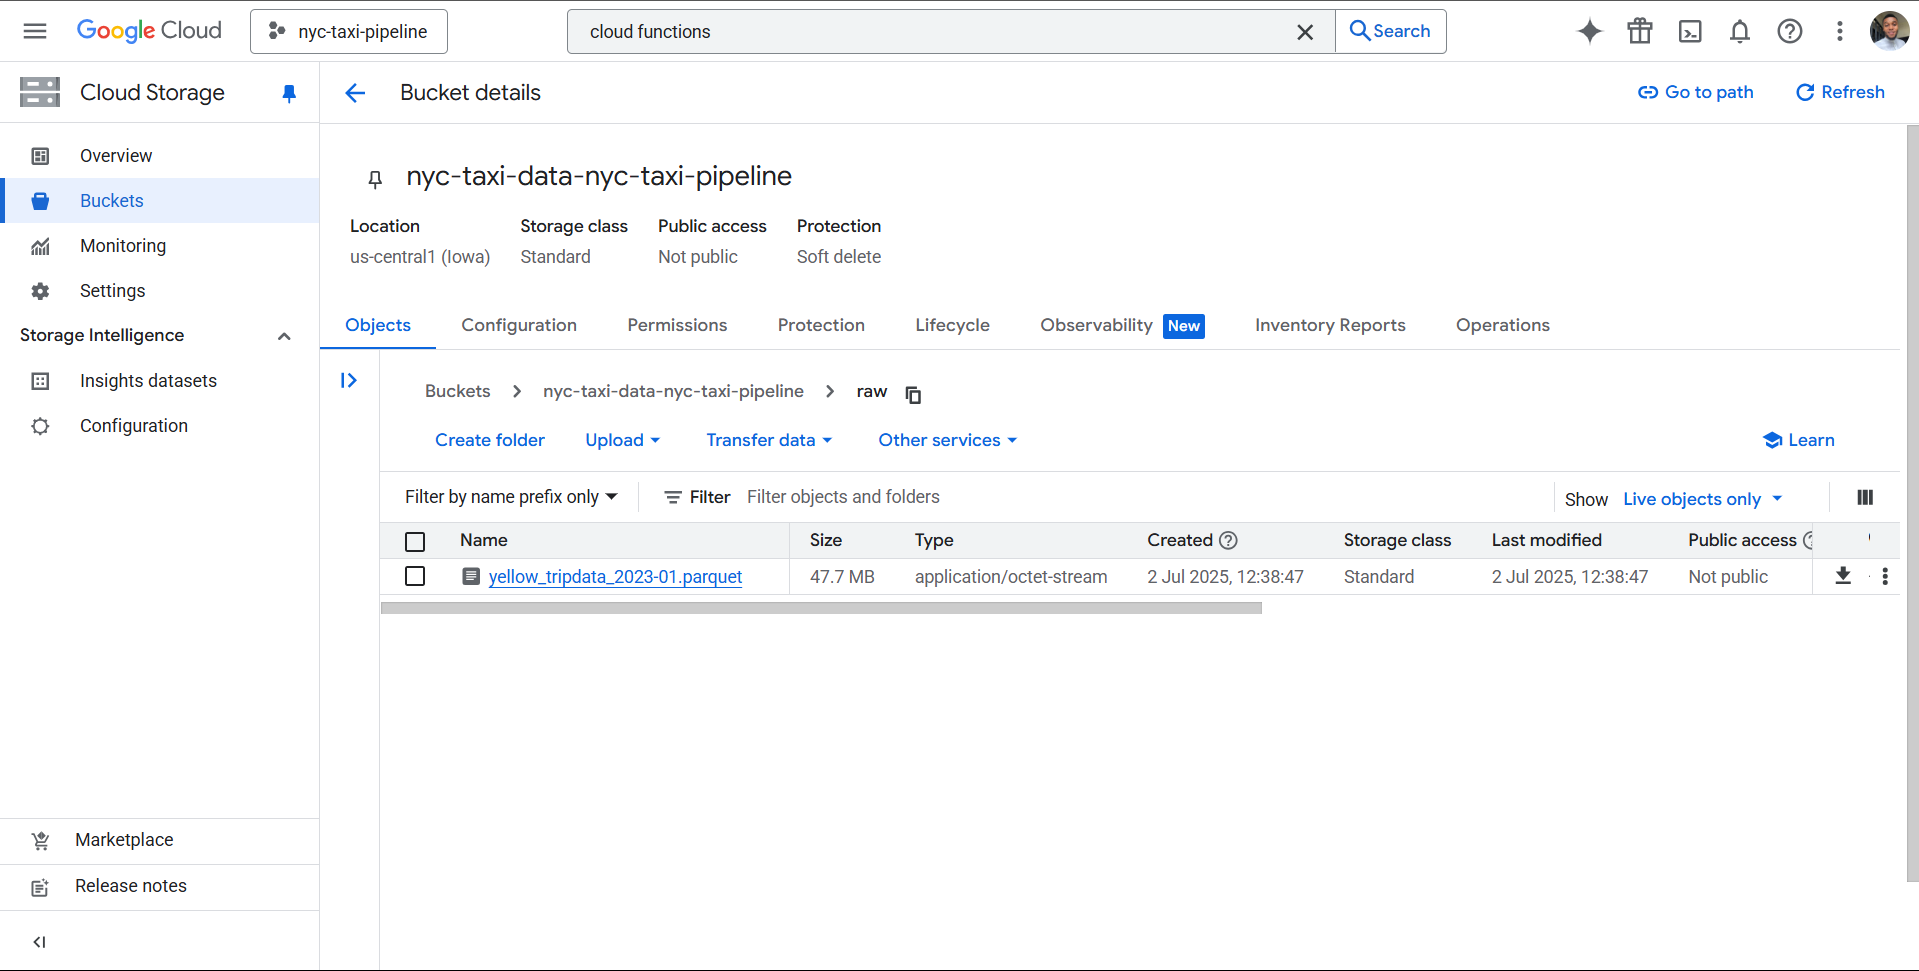 Google Cloud
nyc-taxi-pipeline
cloud functions
Search
Cloud Storage
Bucket details
Go to path
Refresh
Overview
Buckets
Monitoring
Settings
Storage Intelligence
Insights datasets
Configuration
Marketplace
Release notes
nyc-taxi-data-nyc-taxi-pipeline
Location Storage class Public access Protection
us-central1 (Iowa) Standard Not public Soft delete
Objects Configuration Permissions Protection Lifecycle Observability New Inventory Reports Operations
Buckets > nyc-taxi-data-nyc-taxi-pipeline > raw
Create folder Upload Transfer data Other services Learn
Filter by name prefix only Filter Filter objects and folders Show Live objects only
Name Size Type Created Storage class Last modified Public access
yellow_tripdata_2023-01.parquet 47.7 MB application/octet-stream 2 Jul 2025, 12:38:47 Standard 2 Jul 2025, 12:38:47 Not public